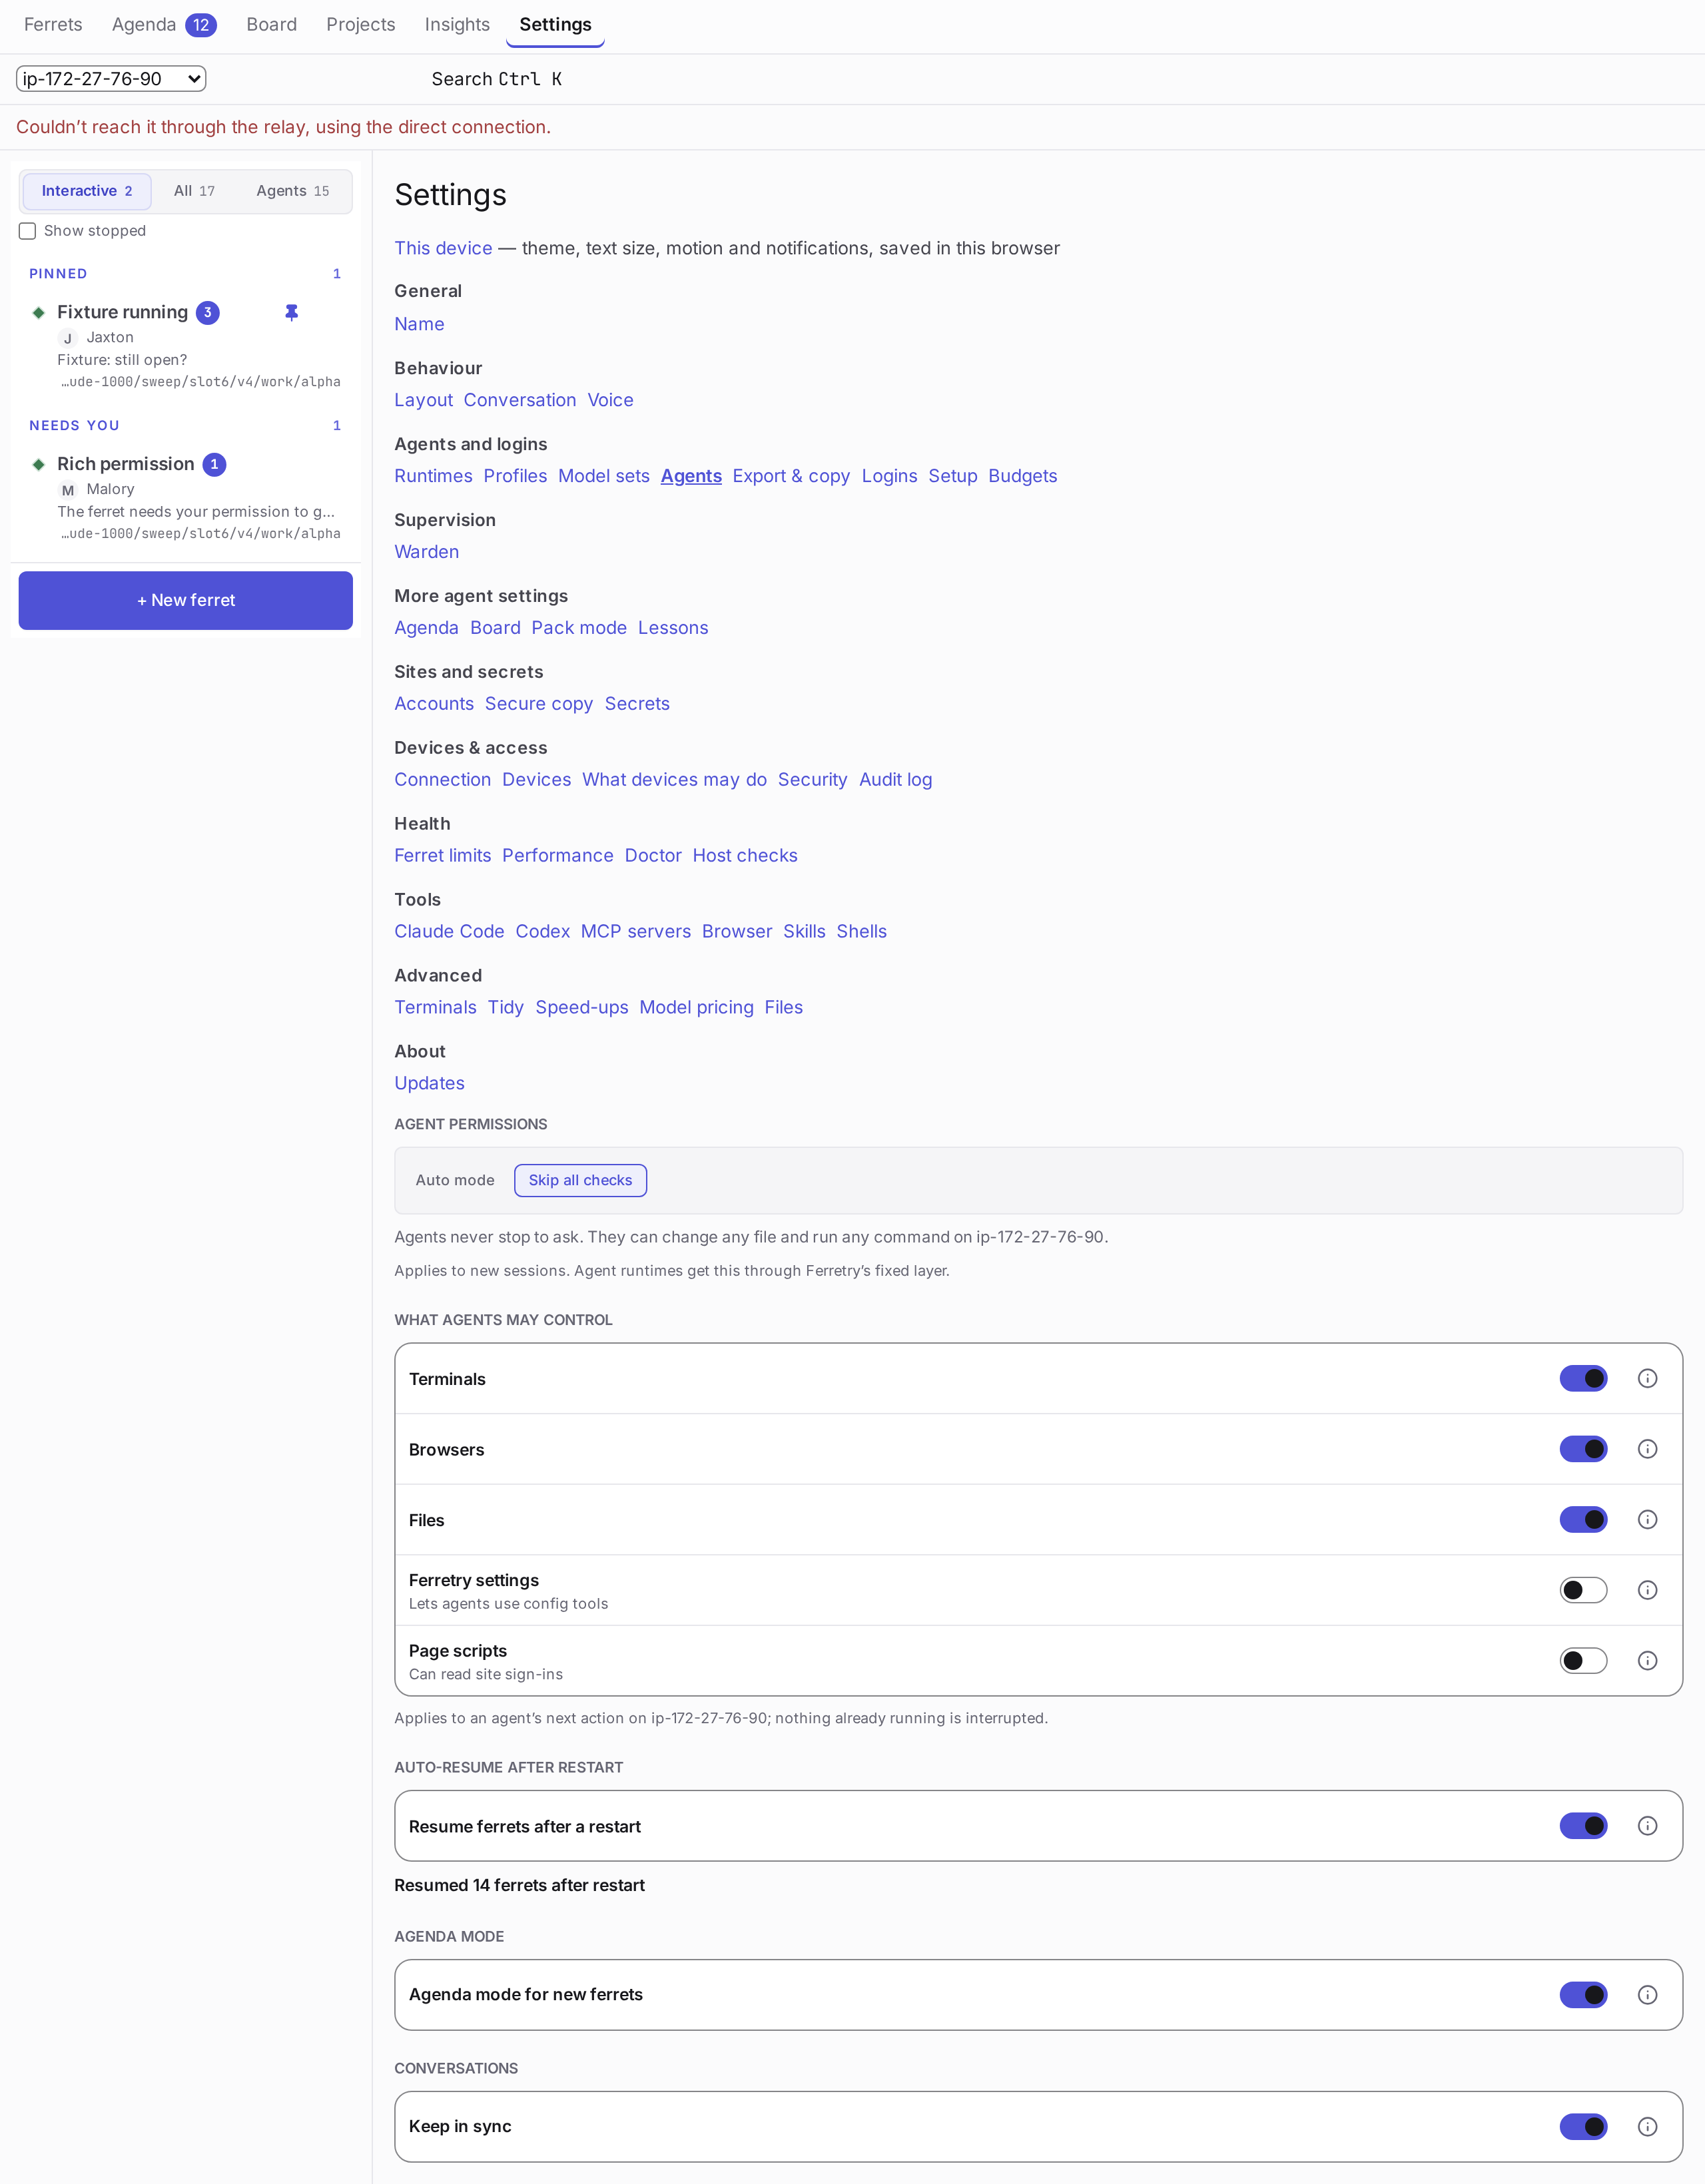 Ferrets Agenda 12 Board Projects Insights Settings
ip-172-27-76-90 Search Ctrl K
Couldn’t reach it through the relay, using the direct connection.
Interactive 2 All 17 Agents 15
Show stopped
PINNED 1
Fixture running 3
J Jaxton
Fixture: still open?
…ude-1000/sweep/slot6/v4/work/alpha
NEEDS YOU 1
Rich permission 1
M Malory
The ferret needs your permission to g…
…ude-1000/sweep/slot6/v4/work/alpha
+ New ferret
Settings
This device — theme, text size, motion and notifications, saved in this browser
General
Name
Behaviour
Layout Conversation Voice
Agents and logins
Runtimes Profiles Model sets Agents Export & copy Logins Setup Budgets
Supervision
Warden
More agent settings
Agenda Board Pack mode Lessons
Sites and secrets
Accounts Secure copy Secrets
Devices & access
Connection Devices What devices may do Security Audit log
Health
Ferret limits Performance Doctor Host checks
Tools
Claude Code Codex MCP servers Browser Skills Shells
Advanced
Terminals Tidy Speed-ups Model pricing Files
About
Updates
AGENT PERMISSIONS
Auto mode Skip all checks
Agents never stop to ask. They can change any file and run any command on ip-172-27-76-90.
Applies to new sessions. Agent runtimes get this through Ferretry’s fixed layer.
WHAT AGENTS MAY CONTROL
Terminals
Browsers
Files
Ferretry settings
Lets agents use config tools
Page scripts
Can read site sign-ins
Applies to an agent’s next action on ip-172-27-76-90; nothing already running is interrupted.
AUTO-RESUME AFTER RESTART
Resume ferrets after a restart
Resumed 14 ferrets after restart
AGENDA MODE
Agenda mode for new ferrets
CONVERSATIONS
Keep in sync